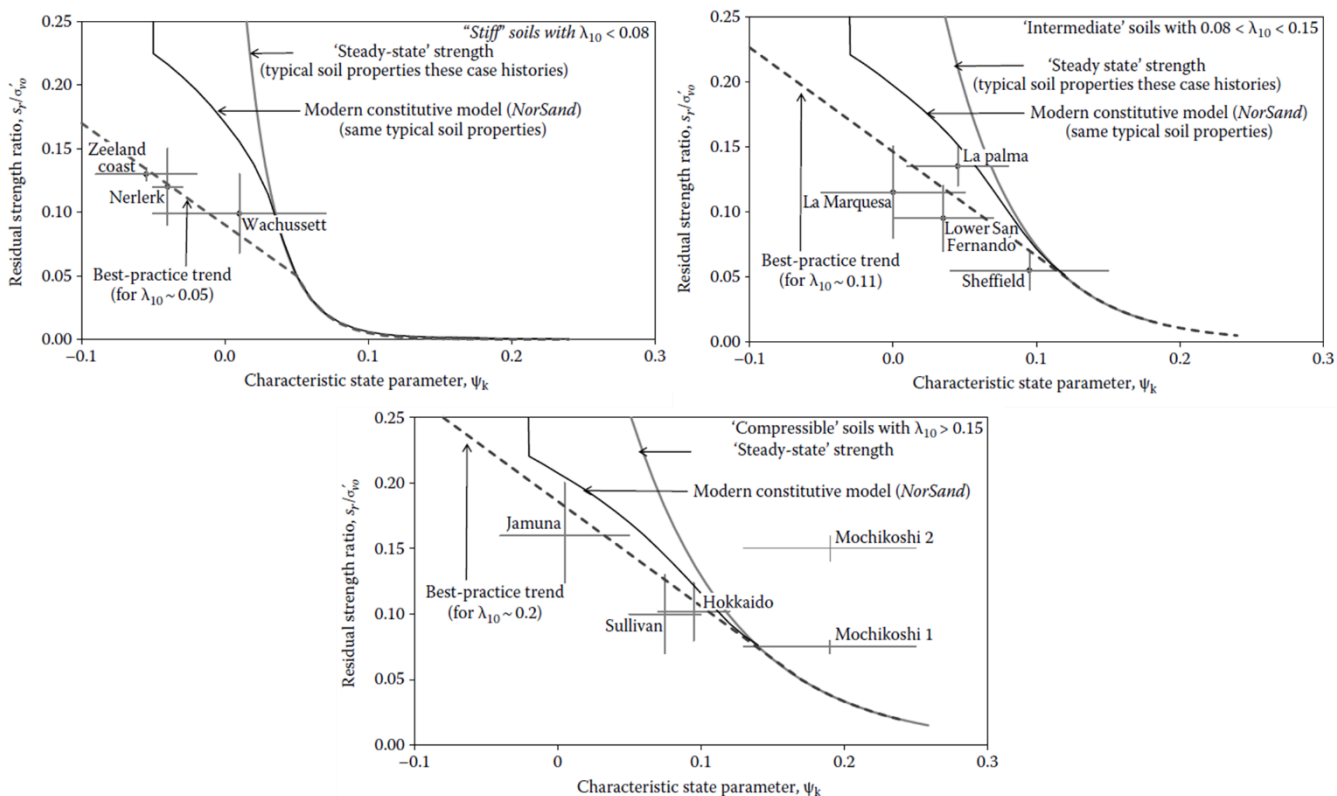 “Stiff” soils with λ10 < 0.08
‘Steady-state’ strength
(typical soil properties these case histories)
Modern constitutive model (NorSand)
(same typical soil properties)
Zeeland
coast
Nerlerk
Wachussett
Best-practice trend
(for λ10 ~ 0.05)
Residual strength ratio, sr/σ′vo
0.25
0.20
0.15
0.10
0.05
0.00
−0.1
0.0
0.1
0.2
0.3
Characteristic state parameter, ψk
‘Intermediate’ soils with 0.08 < λ10 < 0.15
‘Steady state’ strength
(typical soil properties these case histories)
Modern constitutive model (NorSand)
(same typical soil properties)
La palma
La Marquesa
Lower San
Fernando
Best-practice trend
(for λ10 ~ 0.11)
Sheffield
Residual strength ratio, sr/σ′vo
0.25
0.20
0.15
0.10
0.05
0.00
−0.1
0.0
0.1
0.2
0.3
Characteristic state parameter, ψk
‘Compressible’ soils with λ10 > 0.15
‘Steady-state’ strength
Modern constitutive model (NorSand)
Jamuna
Mochikoshi 2
Best-practice trend
(for λ10 ~ 0.2)
Hokkaido
Sullivan
Mochikoshi 1
Residual strength ratio, sr/σ′vo
0.25
0.20
0.15
0.10
0.05
0.00
−0.1
0.0
0.1
0.2
0.3
Characteristic state parameter, ψk